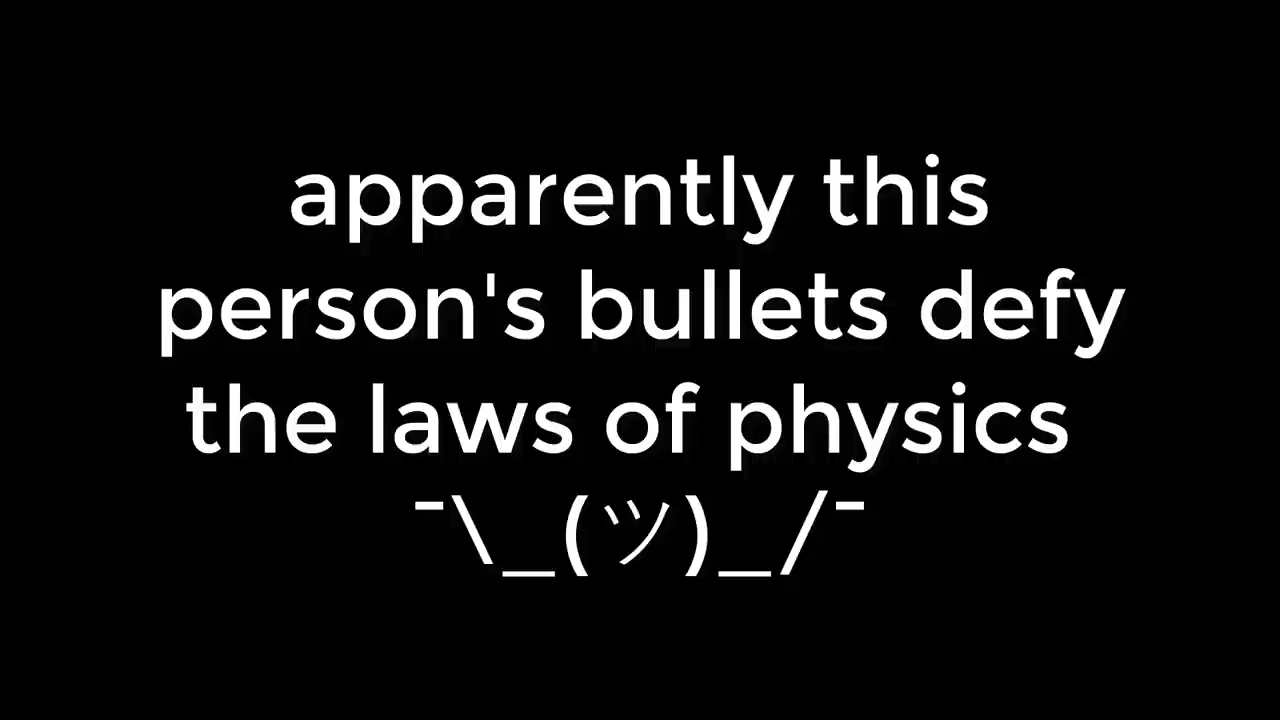 apparently this
person's bullets defy
the laws of physics
¯\_(ツ)_/¯